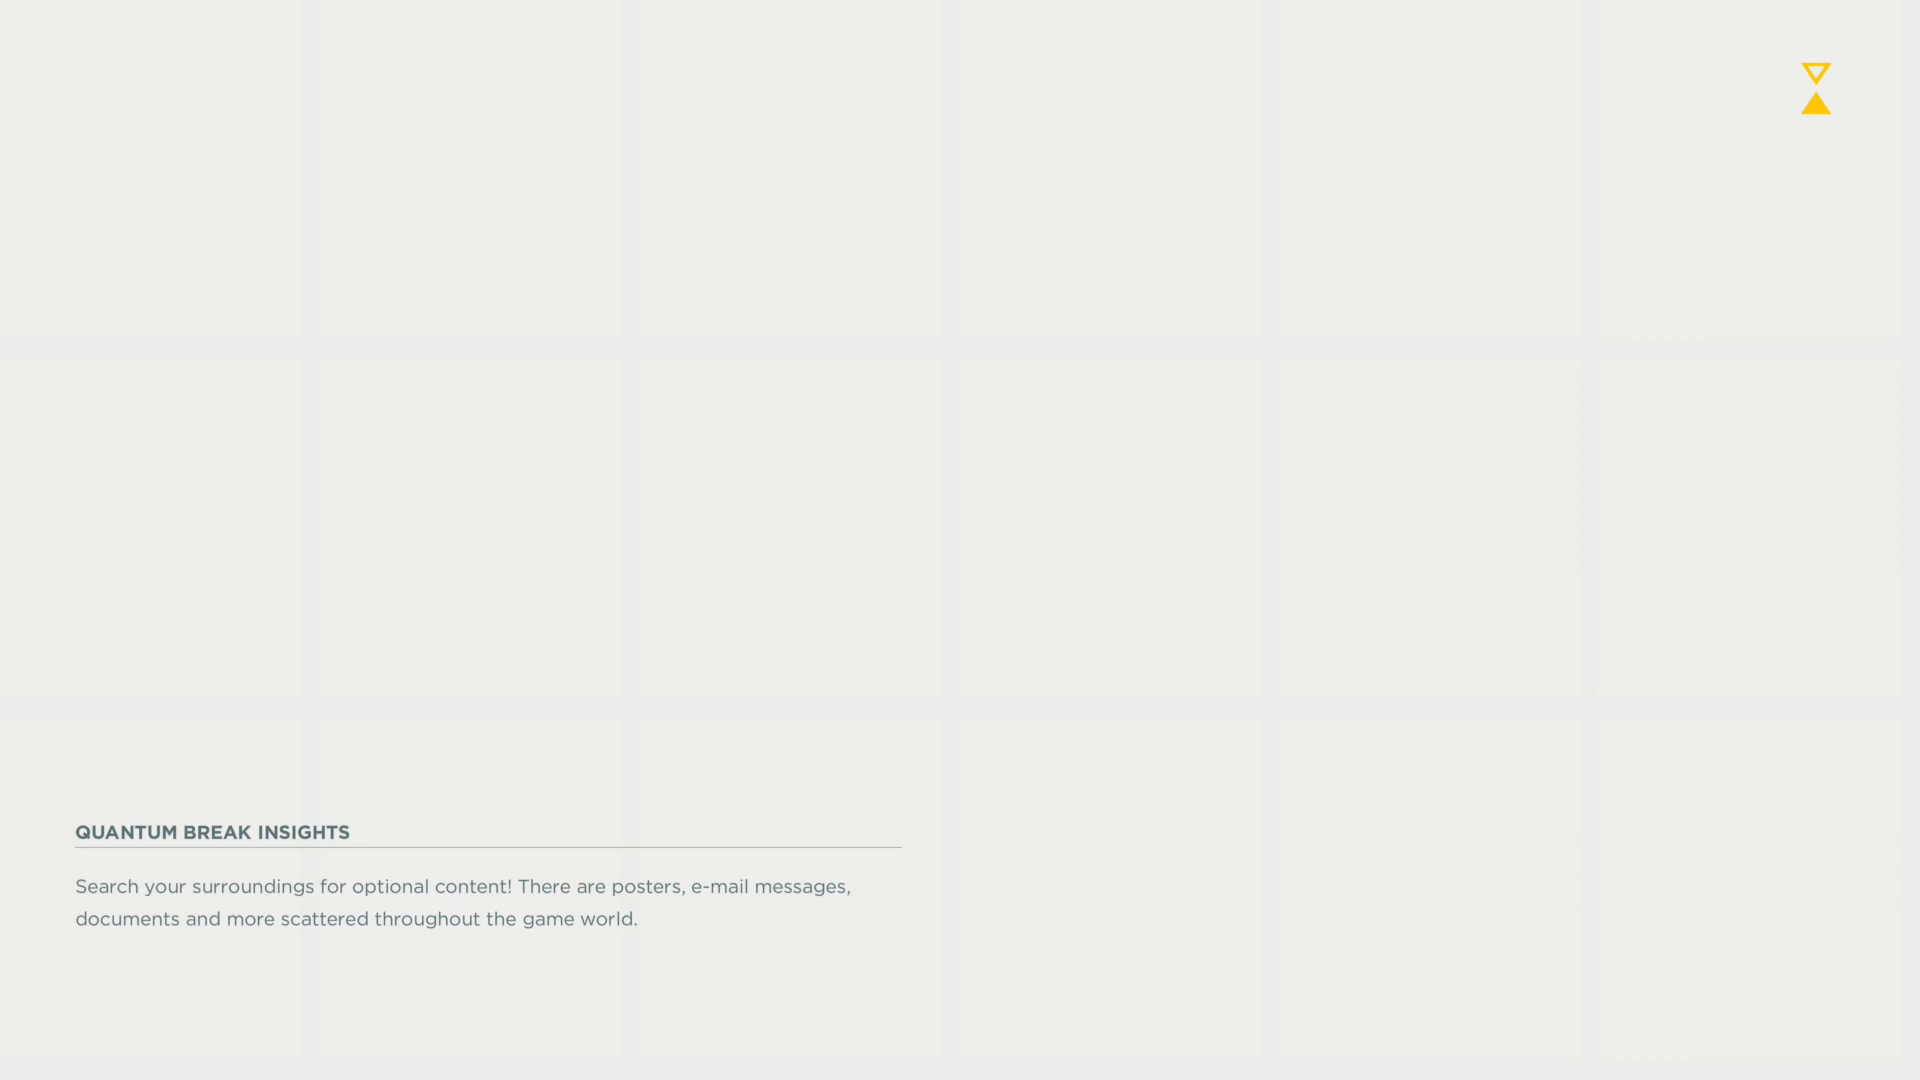 QUANTUM BREAK INSIGHTS
Search your surroundings for optional content! There are posters, e-mail messages,
documents and more scattered throughout the game world.